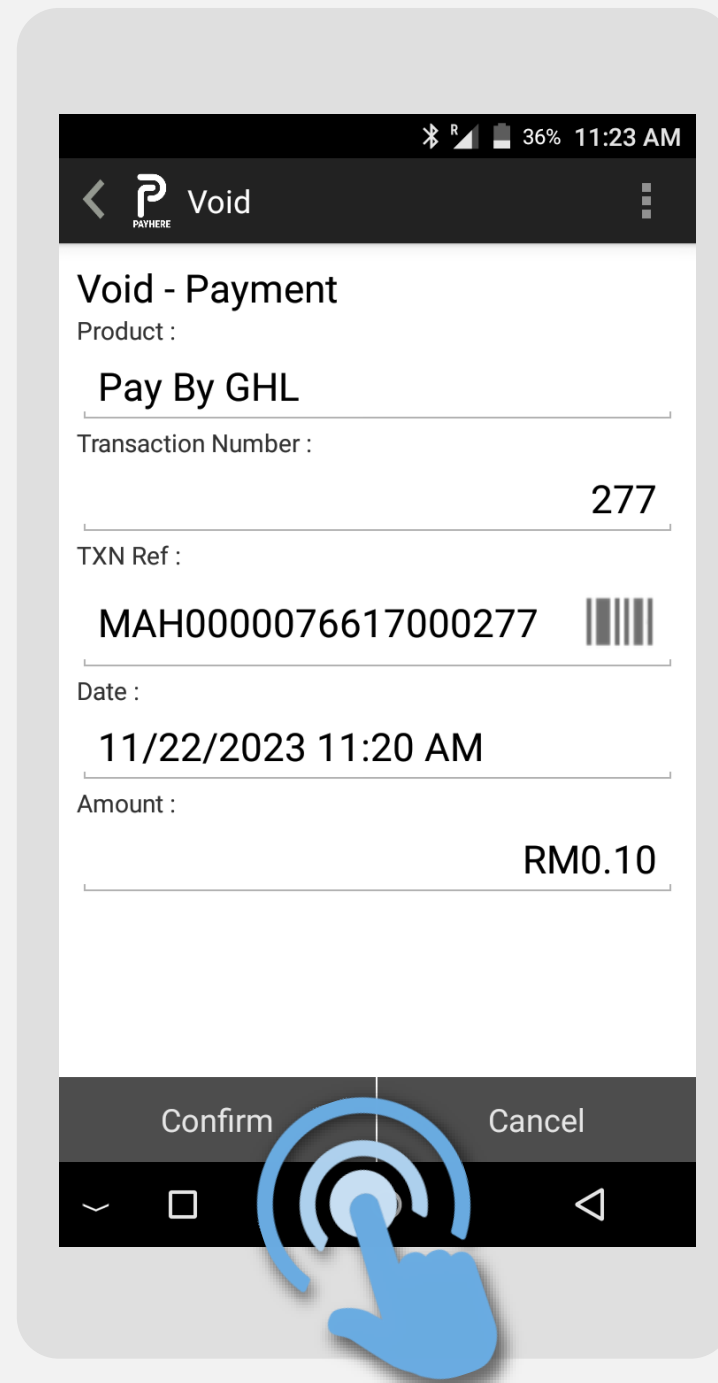 R 36% 11:23 AM
PAYHERE Void
Void - Payment
Product :
Pay By GHL
Transaction Number :
277
TXN Ref :
MAH0000076617000277
Date :
11/22/2023 11:20 AM
Amount :
RM0.10
Confirm Cancel